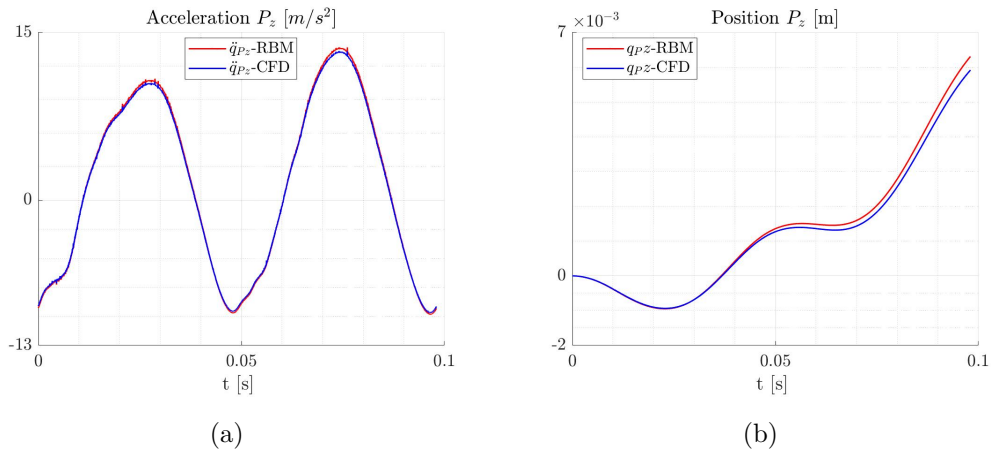 Acceleration P_z [m/s²]
15
q̈_Pz-RBM
q̈_Pz-CFD
0
-13
0
0.05
0.1
t [s]
(a)
Position P_z [m]
7 ×10⁻³
q_Pz-RBM
q_Pz-CFD
0
-2
0
0.05
0.1
t [s]
(b)